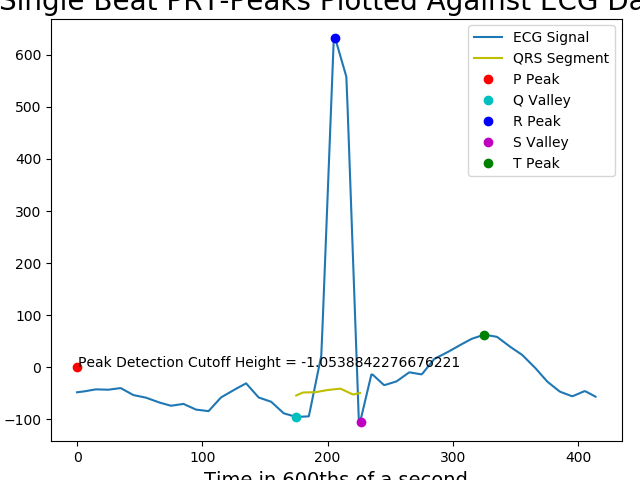 Single Beat PRT-Peaks Plotted Against ECG Da
ECG Signal
QRS Segment
P Peak
Q Valley
R Peak
S Valley
T Peak
600
500
400
300
200
100
0
−100
Peak Detection Cutoff Height = -1.0538842276676221
0 100 200 300 400
Time in 600ths of a second